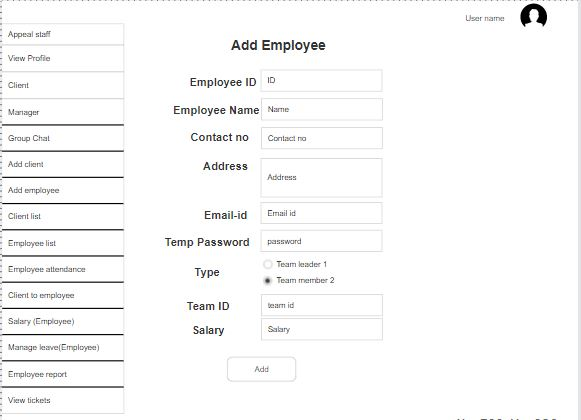 User name
Appeal staff
View Profile
Client
Manager
Group Chat
Add client
Add employee
Client list
Employee list
Employee attendance
Client to employee
Salary (Employee)
Manage leave(Employee)
Employee report
View tickets
Add Employee
Employee ID ID
Employee Name Name
Contact no Contact no
Address Address
Email-id Email id
Temp Password password
Type Team leader 1
Team member 2
Team ID team id
Salary Salary
Add